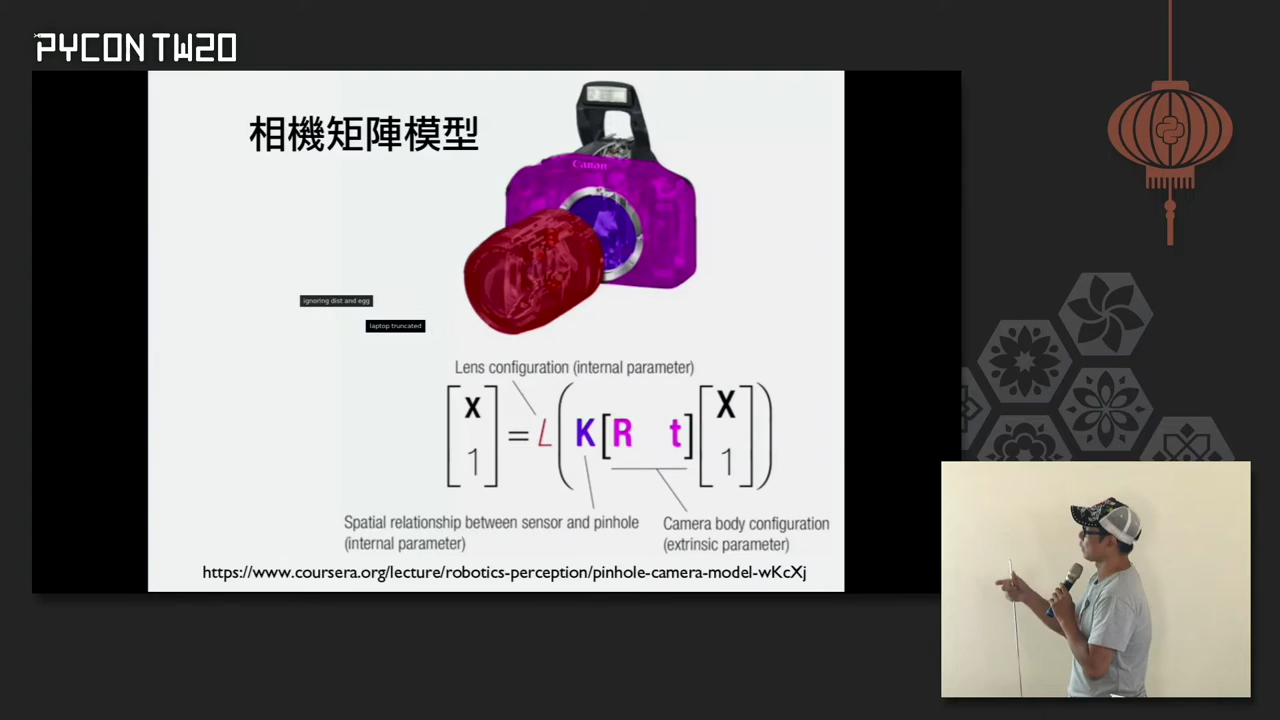 PYCON TW20
相機矩陣模型
Canon
ignoring dist and egg
laptop truncated
Lens configuration (internal parameter)
[x 1] = L (K [R t] [X 1])
Spatial relationship between sensor and pinhole
(internal parameter)
Camera body configuration
(extrinsic parameter)
https://www.coursera.org/lecture/robotics-perception/pinhole-camera-model-wKcXj